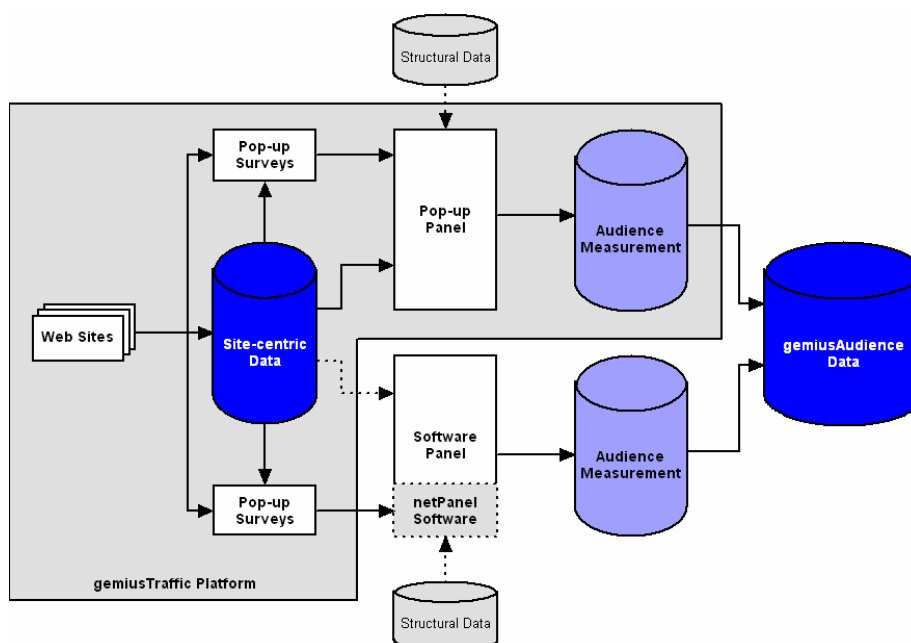 Structural Data
Pop-up
Surveys
Pop-up
Panel
Audience
Measurement
Web Sites
Site-centric
Data
gemiusAudience
Data
Software
Panel
Audience
Measurement
Pop-up
Surveys
netPanel
Software
gemiusTraffic Platform
Structural Data